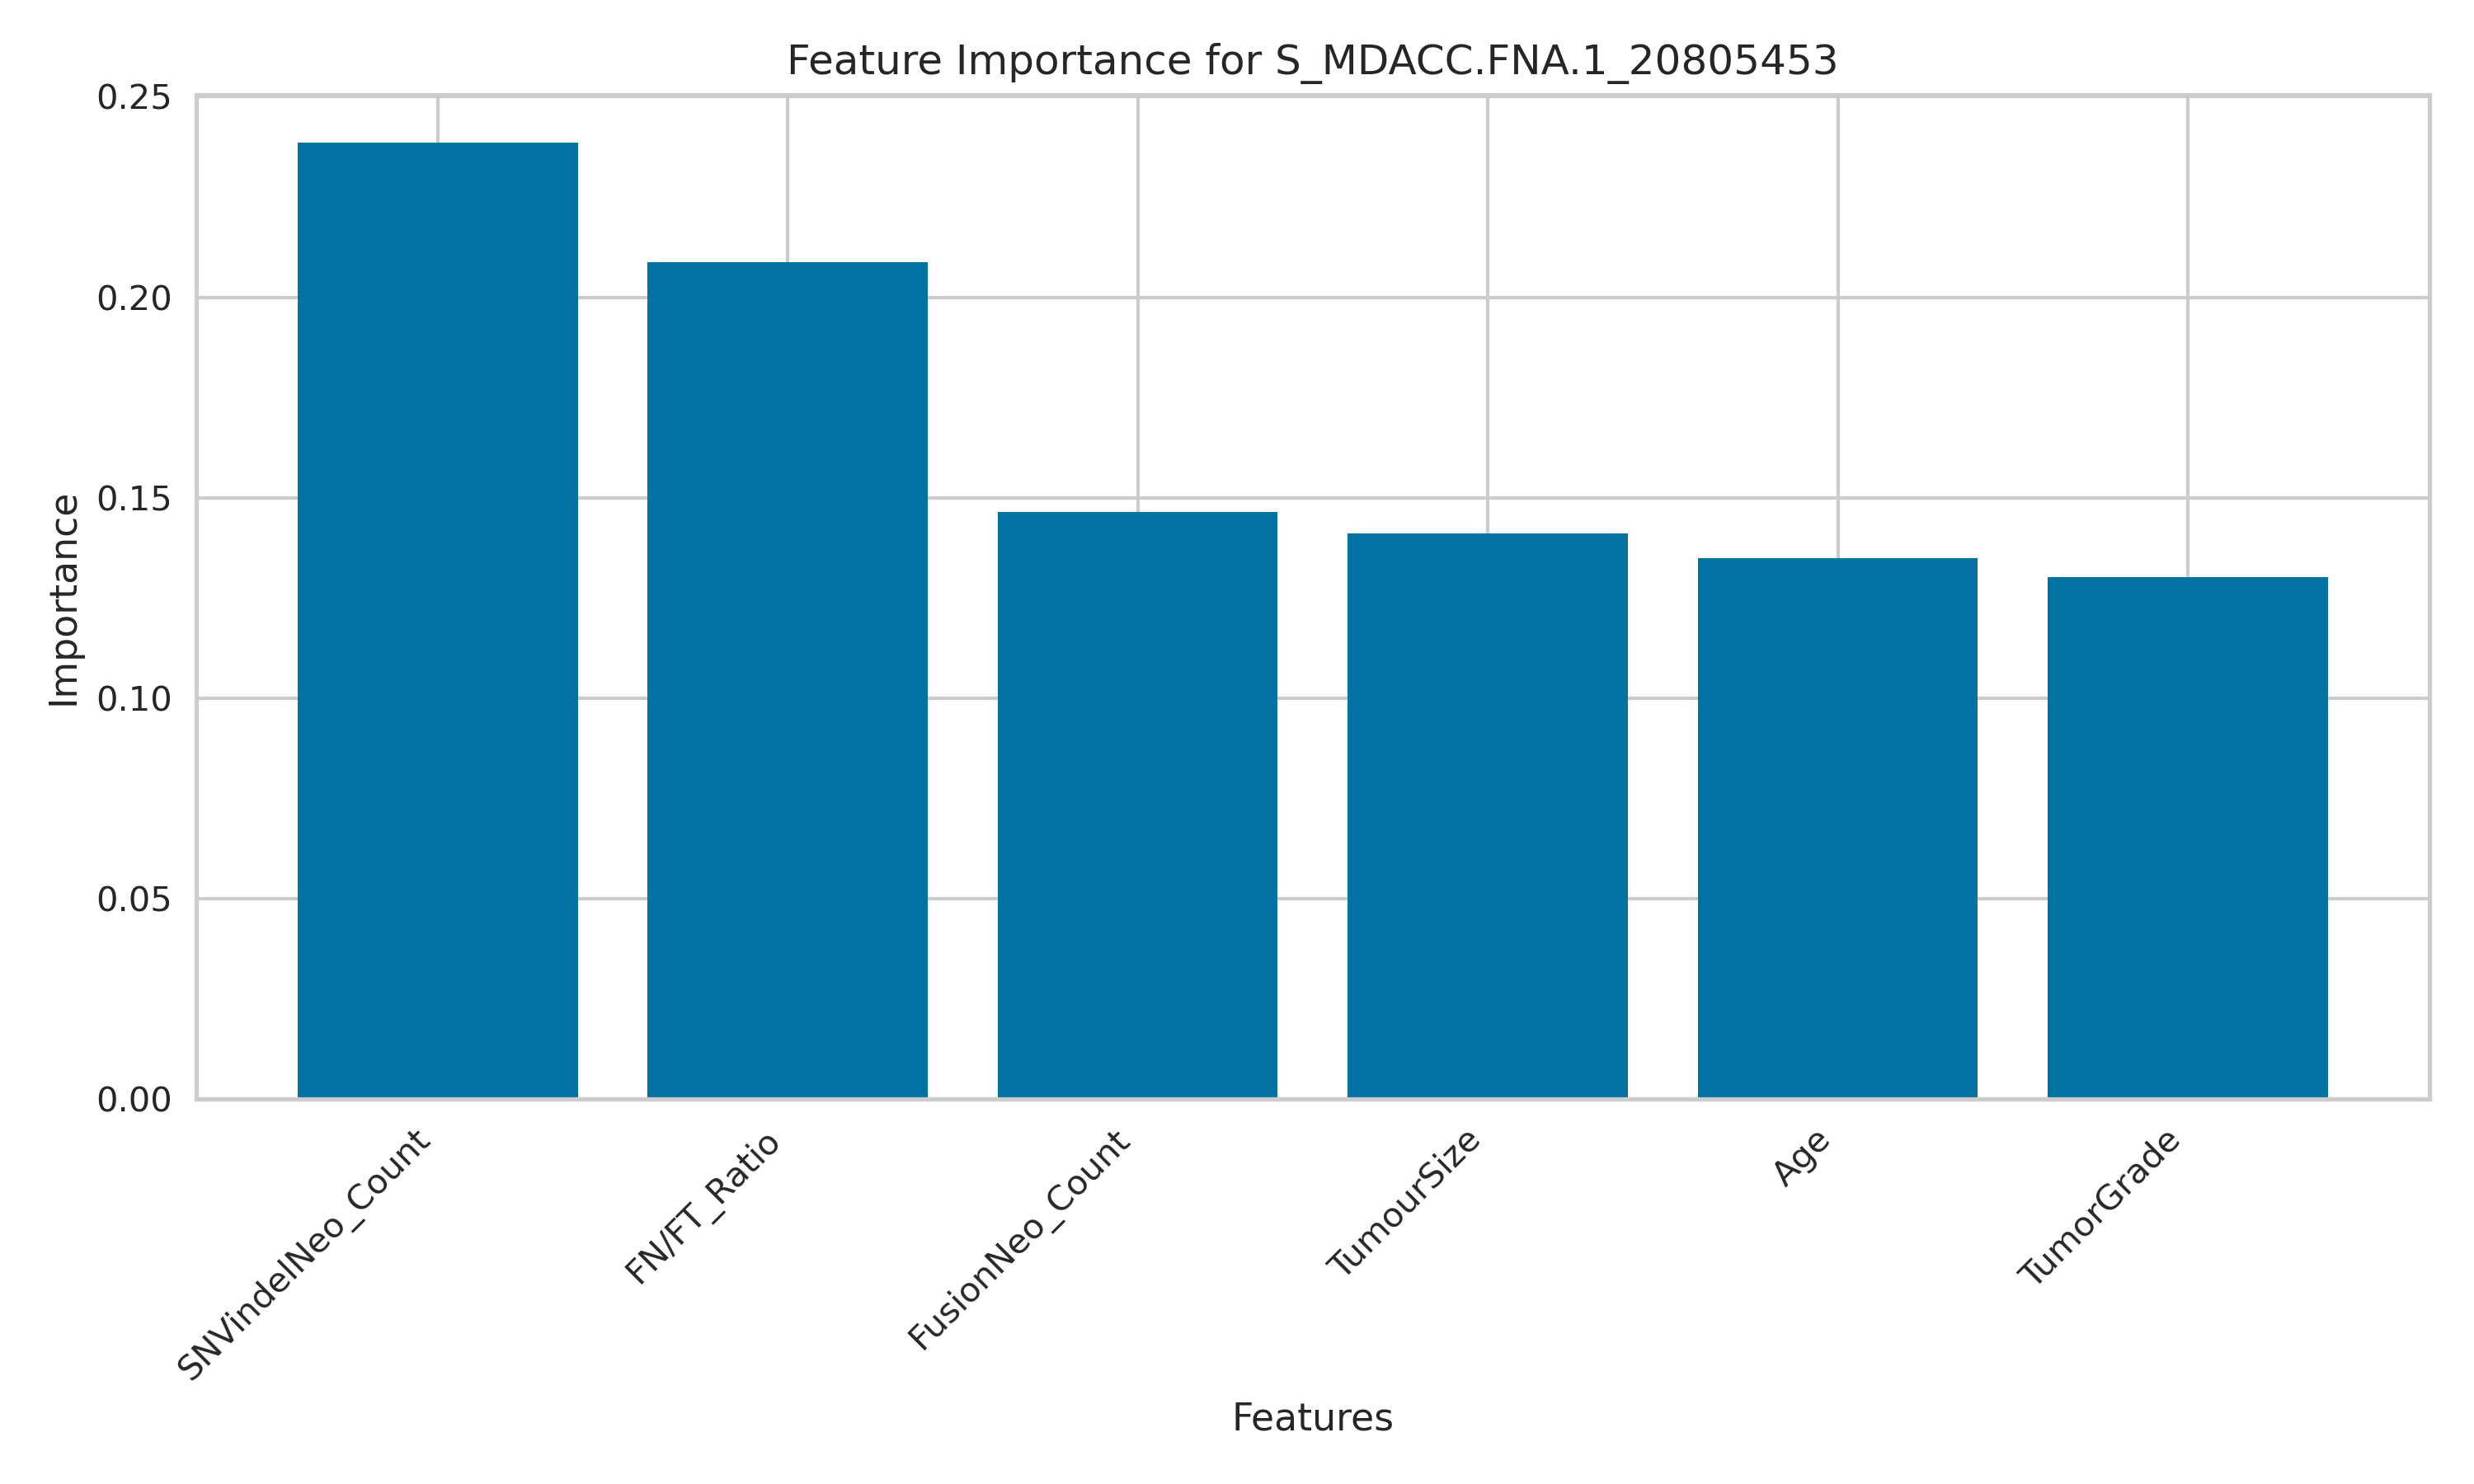 Feature Importance for S_MDACC.FNA.1_20805453
0.25
0.20
0.15
0.10
0.05
0.00
Importance
SNVindelNeo_Count
FN/FT_Ratio
FusionNeo_Count
TumourSize
Age
TumorGrade
Features